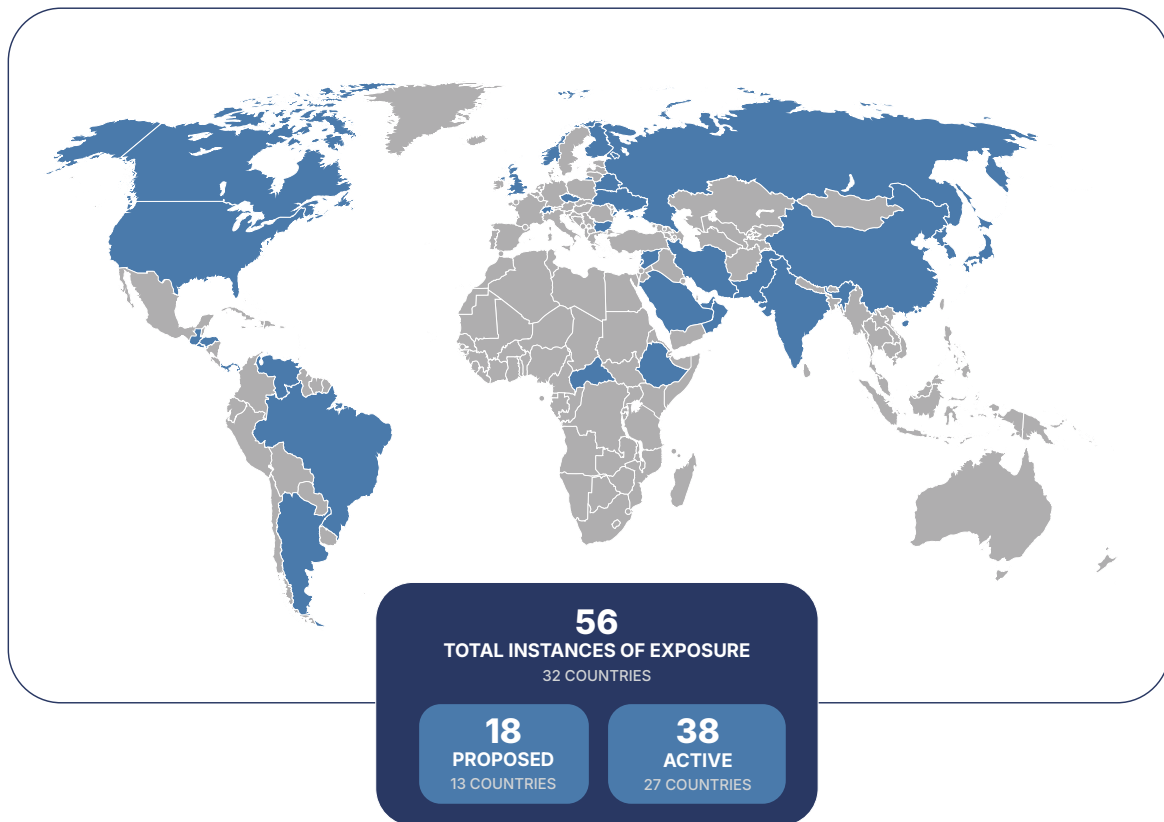 56
TOTAL INSTANCES OF EXPOSURE
32 COUNTRIES
18
PROPOSED
13 COUNTRIES
38
ACTIVE
27 COUNTRIES